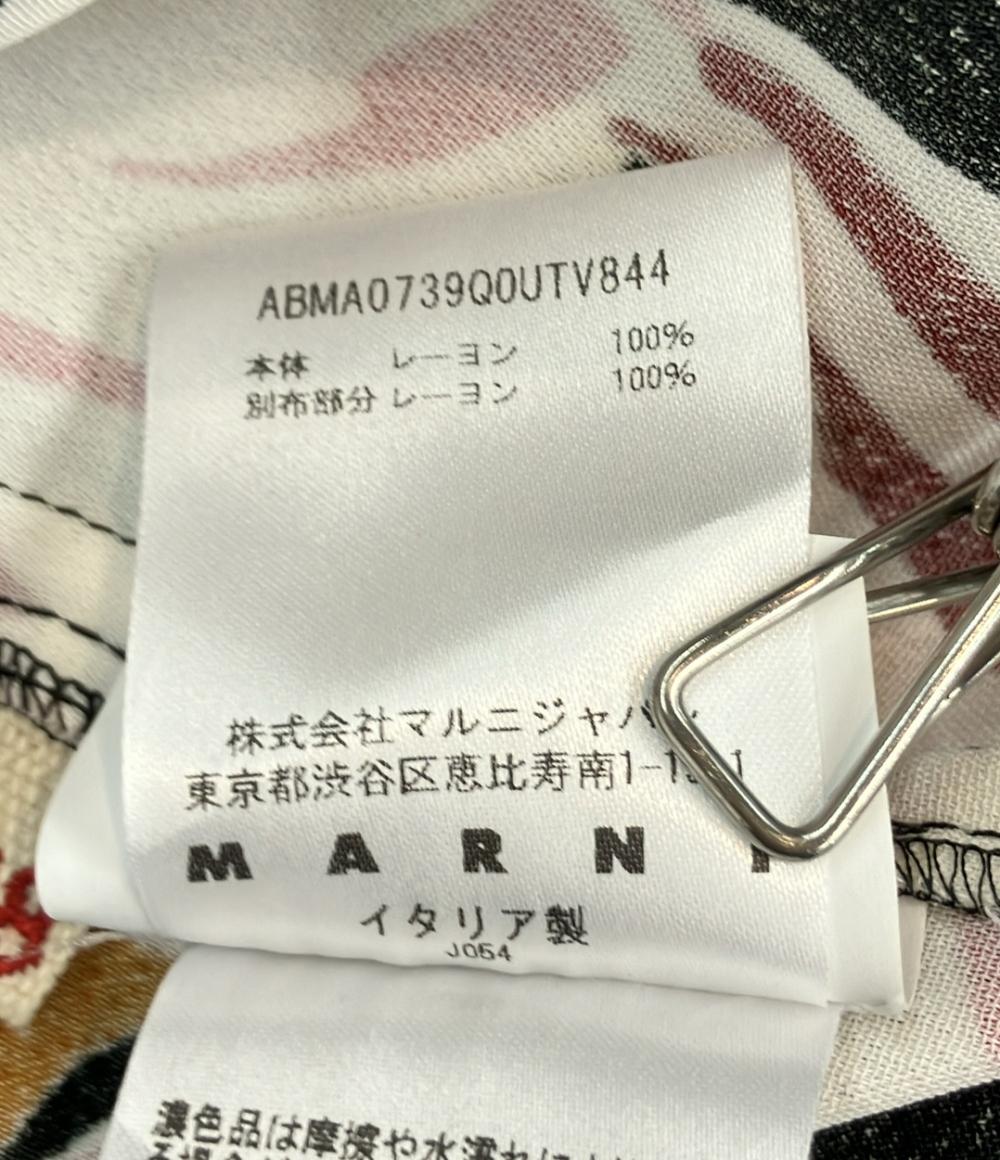 ABMA0739Q0UTV844
本体 レーヨン 100%
別布部分 レーヨン 100%
株式会社マルニジャパ
東京都渋谷区恵比寿南1-1
MARNI
イタリア製
J054
濃色品は摩擦や水濡れに